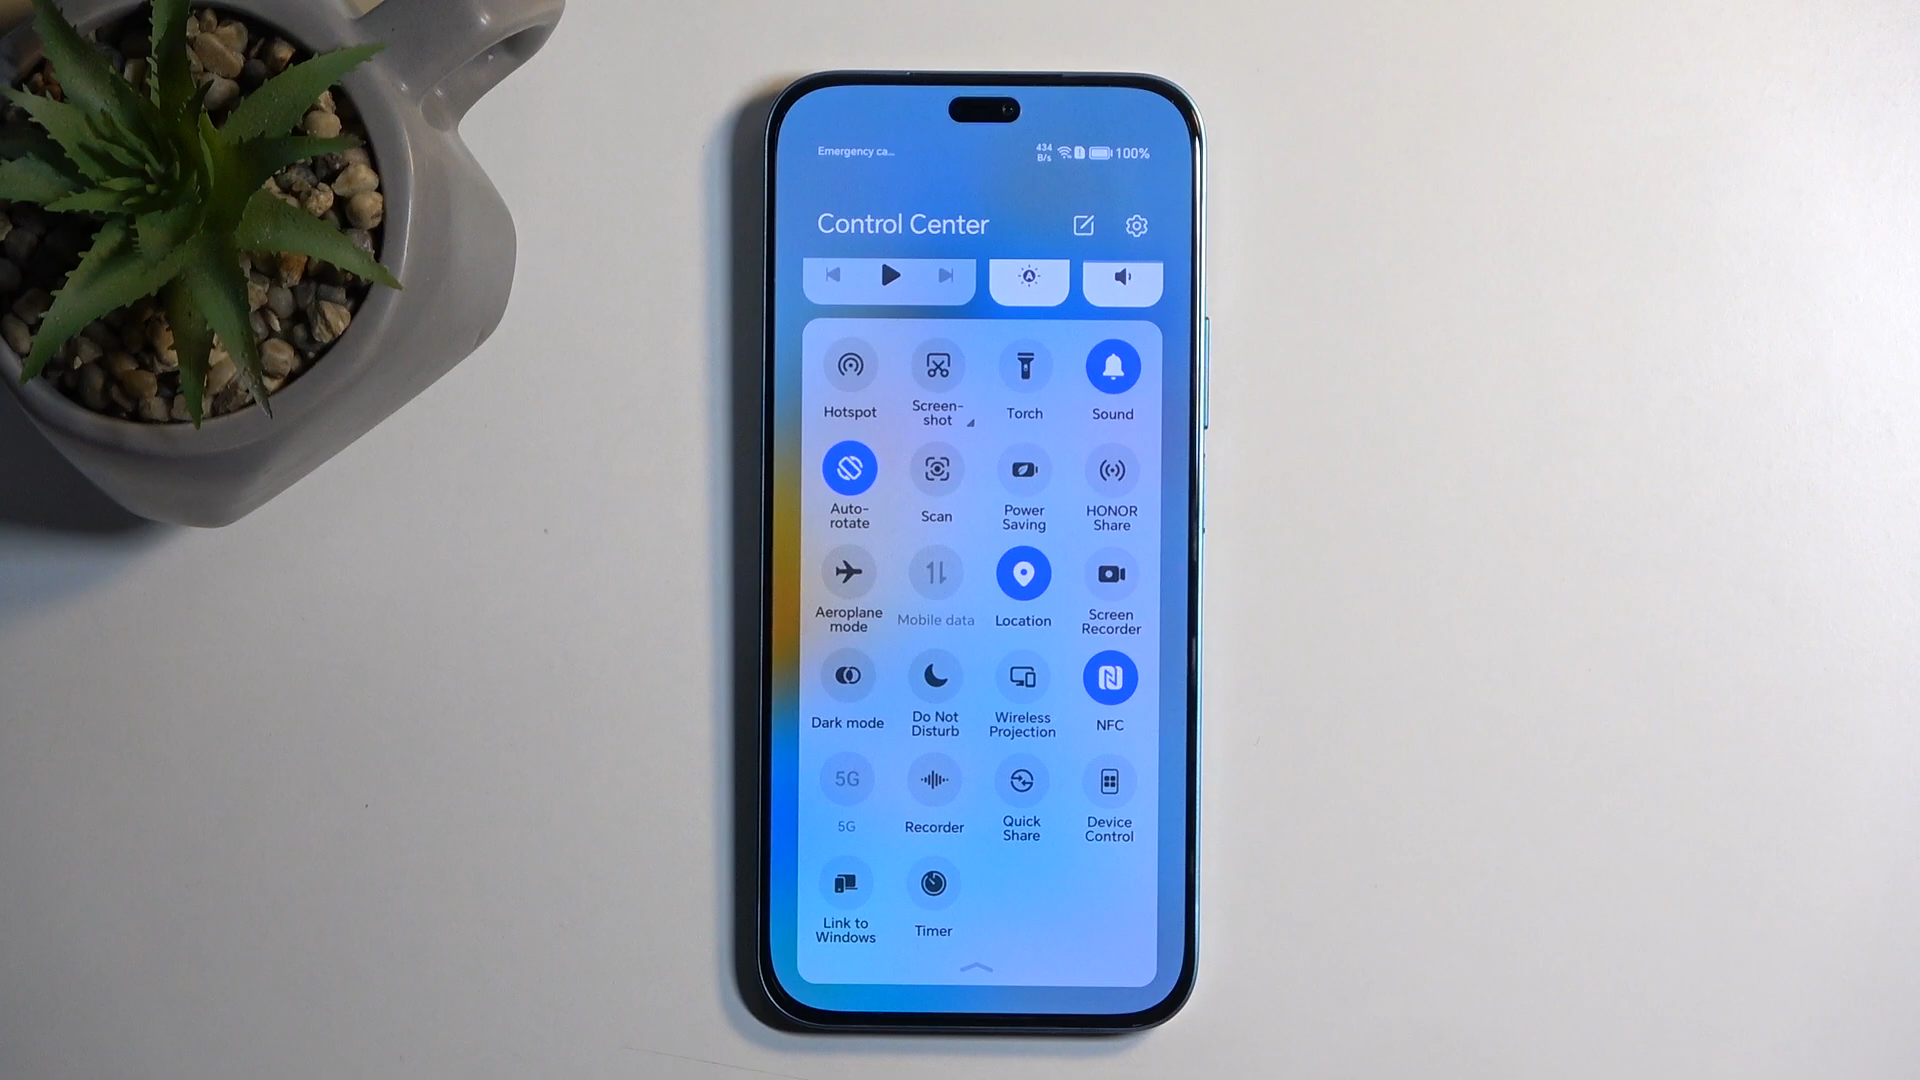 Emergency ca...
434
B/s
100%
Control Center
A
Hotspot
Screen-
shot
Torch
Sound
Auto-
rotate
Scan
Power
Saving
HONOR
Share
Aeroplane
mode
Mobile data
Location
Screen
Recorder
Dark mode
Do Not
Disturb
Wireless
Projection
NFC
5G
5G
Recorder
Quick
Share
Device
Control
Link to
Windows
Timer